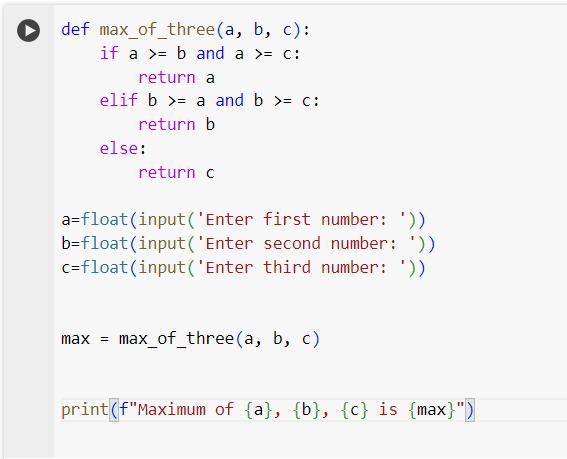 def max_of_three(a, b, c):
    if a >= b and a >= c:
        return a
    elif b >= a and b >= c:
        return b
    else:
        return c
a=float(input('Enter first number: '))
b=float(input('Enter second number: '))
c=float(input('Enter third number: '))
max = max_of_three(a, b, c)
print(f"Maximum of {a}, {b}, {c} is {max}")